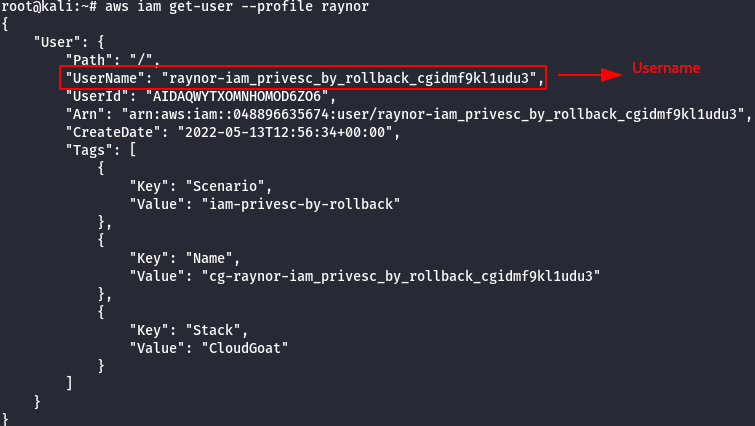 root@kali:~# aws iam get-user --profile raynor
{
    "User": {
        "Path": "/",
        "UserName": "raynor-iam_privesc_by_rollback_cgidmf9kl1udu3", Username
        "UserId": "AIDAQWYTXOMNHOMOD6ZO6",
        "Arn": "arn:aws:iam::048896635674:user/raynor-iam_privesc_by_rollback_cgidmf9kl1udu3",
        "CreateDate": "2022-05-13T12:56:34+00:00",
        "Tags": [
            {
                "Key": "Scenario",
                "Value": "iam-privesc-by-rollback"
            },
            {
                "Key": "Name",
                "Value": "cg-raynor-iam_privesc_by_rollback_cgidmf9kl1udu3"
            },
            {
                "Key": "Stack",
                "Value": "CloudGoat"
            }
        ]
    }
}